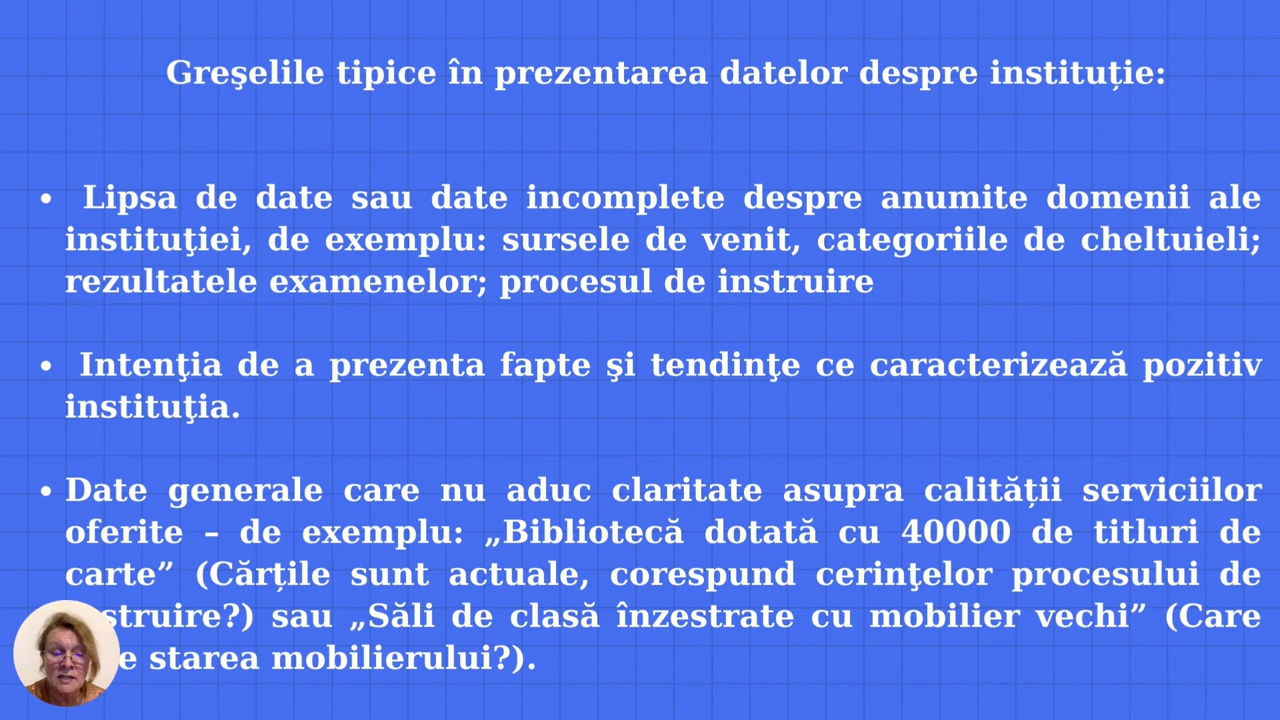 Greşelile tipice în prezentarea datelor despre instituție:
• Lipsa de date sau date incomplete despre anumite domenii ale
instituţiei, de exemplu: sursele de venit, categoriile de cheltuieli;
rezultatele examenelor; procesul de instruire
• Intenţia de a prezenta fapte şi tendinţe ce caracterizează pozitiv
instituţia.
• Date generale care nu aduc claritate asupra calității serviciilor
oferite – de exemplu: „Bibliotecă dotată cu 40000 de titluri de
carte” (Cărțile sunt actuale, corespund cerinţelor procesului de
sau „Săli de clasă înzestrate cu mobilier vechi” (Care
starea mobilierului?).